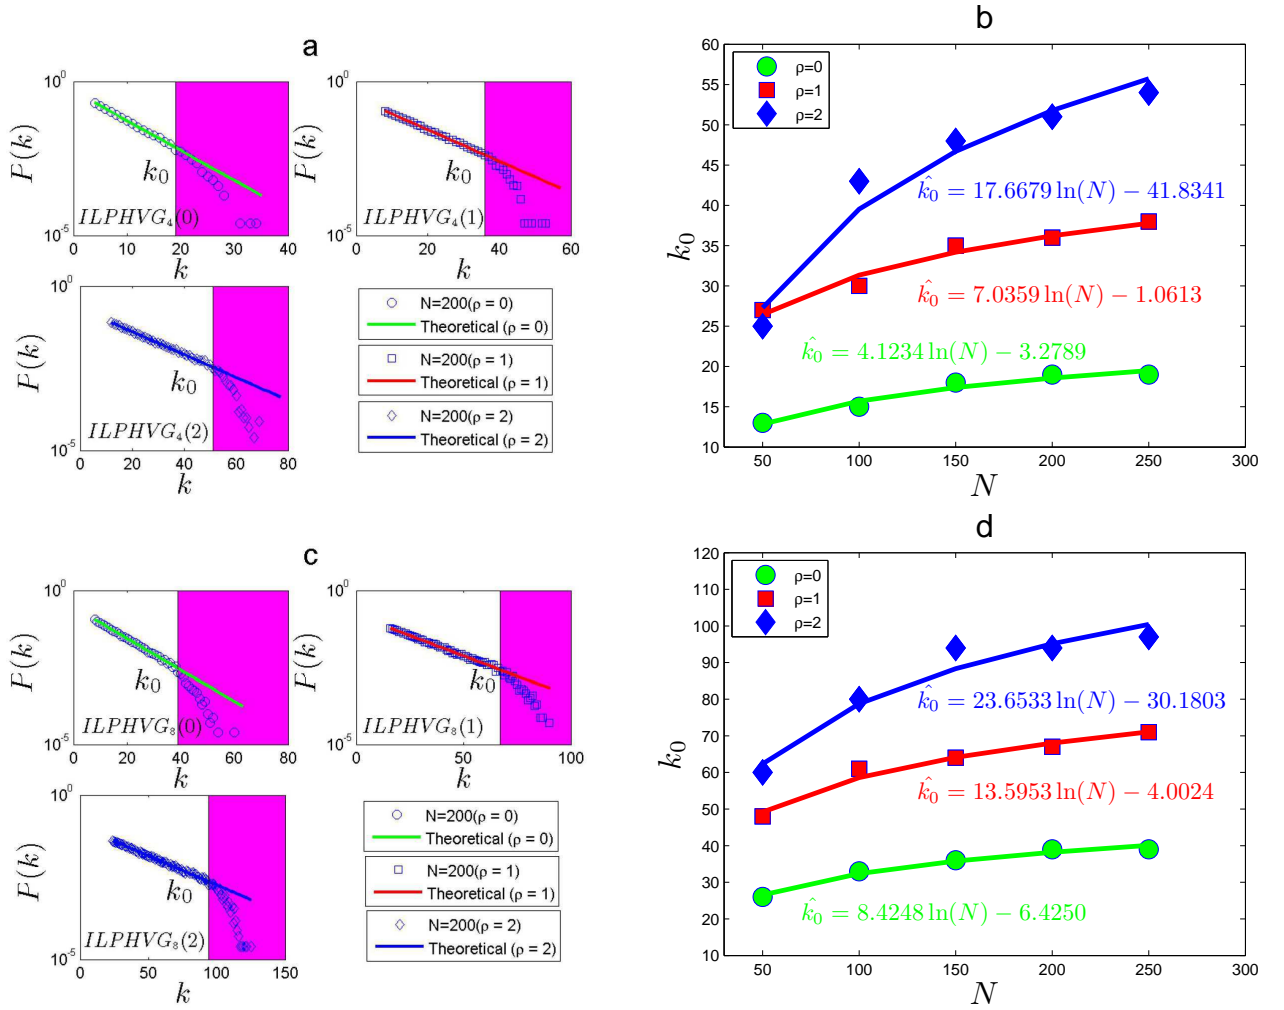 a
10^0
P(k)
k_0
ILPHVG_4(0)
10^-5
0 10 20 30 40
k
10^0
P(k)
k_0
ILPHVG_4(1)
10^-5
0 20 40 60
k
10^0
P(k)
k_0
ILPHVG_4(2)
10^-5
0 20 40 60 80
k
N=200(ρ = 0)
Theoretical (ρ = 0)
N=200(ρ = 1)
Theoretical (ρ = 1)
N=200(ρ = 2)
Theoretical (ρ = 2)
b
60
55
50
45
40
35
30
25
20
15
10
k_0
ρ=0
ρ=1
ρ=2
k̂_0 = 17.6679 ln(N) − 41.8341
k̂_0 = 7.0359 ln(N) − 1.0613
k̂_0 = 4.1234 ln(N) − 3.2789
50 100 150 200 250 300
N
c
10^0
P(k)
k_0
ILPHVG_8(0)
10^-5
0 20 40 60 80
k
10^0
P(k)
k_0
ILPHVG_8(1)
10^-5
0 50 100
k
10^0
P(k)
k_0
ILPHVG_8(2)
10^-5
0 50 100 150
k
N=200(ρ = 0)
Theoretical (ρ = 0)
N=200(ρ = 1)
Theoretical (ρ = 1)
N=200(ρ = 2)
Theoretical (ρ = 2)
d
120
110
100
90
80
70
60
50
40
30
20
10
k_0
ρ=0
ρ=1
ρ=2
k̂_0 = 23.6533 ln(N) − 30.1803
k̂_0 = 13.5953 ln(N) − 4.0024
k̂_0 = 8.4248 ln(N) − 6.4250
50 100 150 200 250 300
N